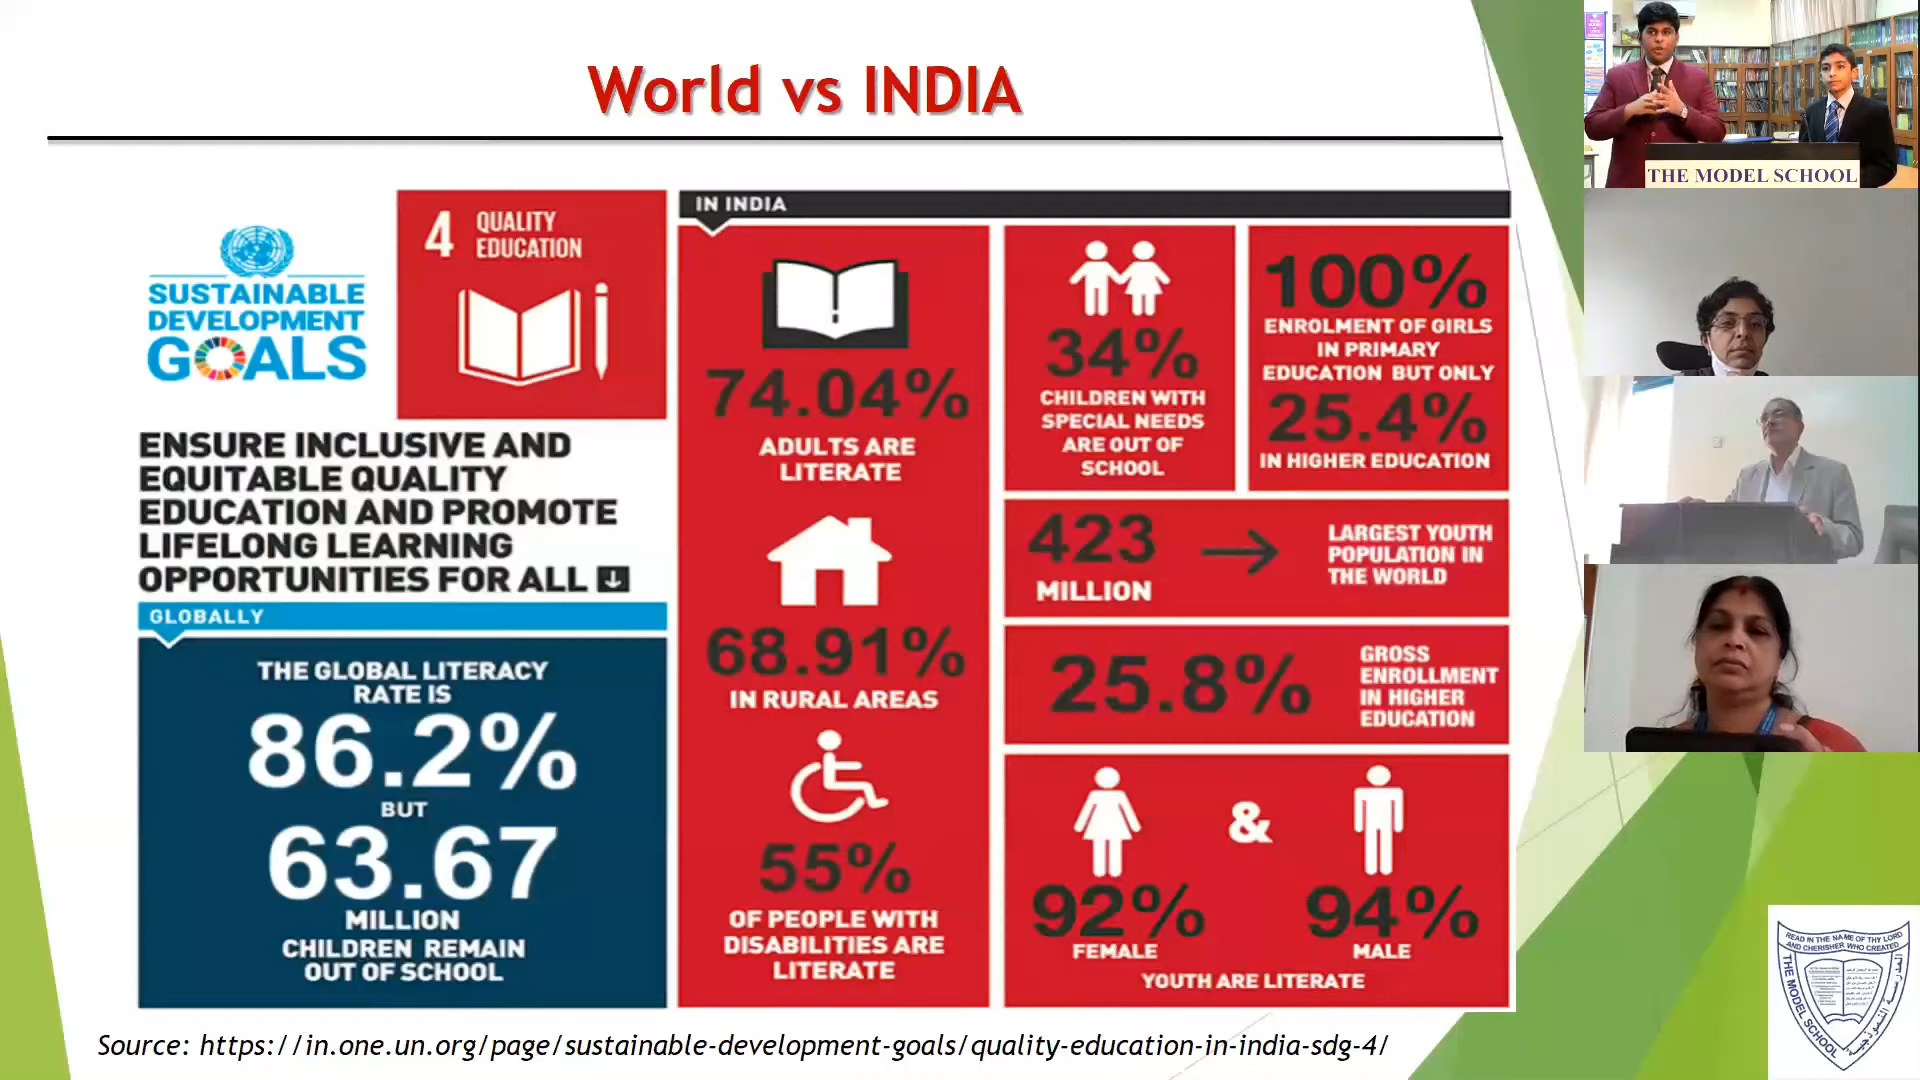 World vs INDIA
SUSTAINABLE
DEVELOPMENT
GOALS
4 QUALITY
EDUCATION
ENSURE INCLUSIVE AND
EQUITABLE QUALITY
EDUCATION AND PROMOTE
LIFELONG LEARNING
OPPORTUNITIES FOR ALL
GLOBALLY
THE GLOBAL LITERACY
RATE IS
86.2%
BUT
63.67
MILLION
CHILDREN REMAIN
OUT OF SCHOOL
IN INDIA
74.04%
ADULTS ARE
LITERATE
68.91%
IN RURAL AREAS
55%
OF PEOPLE WITH
DISABILITIES ARE
LITERATE
34%
CHILDREN WITH
SPECIAL NEEDS
ARE OUT OF
SCHOOL
100%
ENROLMENT OF GIRLS
IN PRIMARY
EDUCATION BUT ONLY
25.4%
IN HIGHER EDUCATION
423
MILLION
LARGEST YOUTH
POPULATION IN
THE WORLD
25.8%
GROSS
ENROLLMENT
IN HIGHER
EDUCATION
92%
FEMALE
&
94%
MALE
YOUTH ARE LITERATE
Source: https://in.one.un.org/page/sustainable-development-goals/quality-education-in-india-sdg-4/
THE MODEL SCHOOL
READ IN THE NAME OF THY LORD
AND CHERISHER WHO CREATED
THE MODEL SCHOOL
المدرسة النموذجية